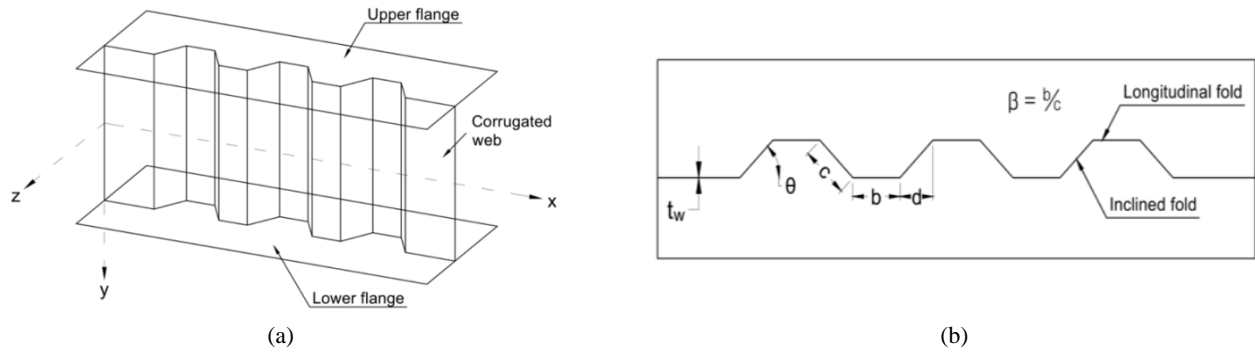 Upper flange
Corrugated
web
z
x
y
Lower flange
(a)
β = b/c
Longitudinal fold
θ
c
b
d
tw
Inclined fold
(b)